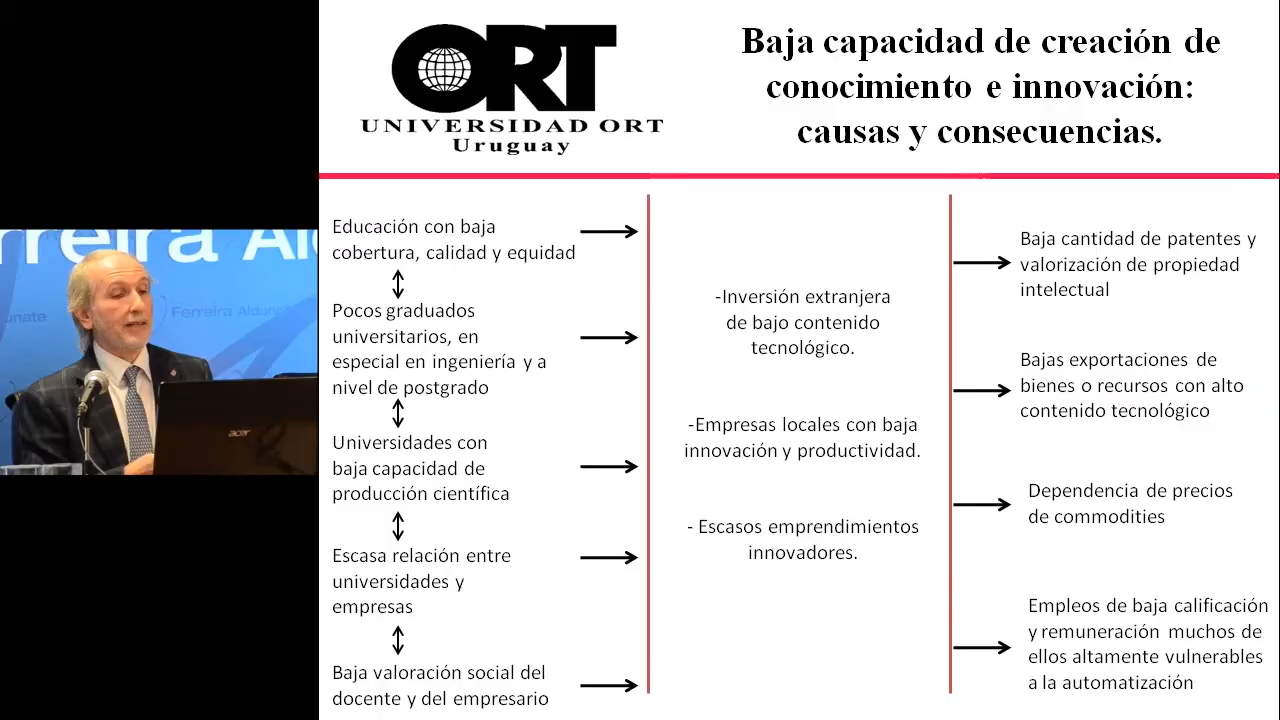 ORT
UNIVERSIDAD ORT
Uruguay
Baja capacidad de creación de
conocimiento e innovación:
causas y consecuencias.
Educación con baja
cobertura, calidad y equidad
Pocos graduados
universitarios, en
especial en ingeniería y a
nivel de postgrado
Universidades con
baja capacidad de
producción científica
Escasa relación entre
universidades y
empresas
Baja valoración social del
docente y del empresario
-Inversión extranjera
de bajo contenido
tecnológico.
-Empresas locales con baja
innovación y productividad.
- Escasos emprendimientos
innovadores.
Baja cantidad de patentes y
valorización de propiedad
intelectual
Bajas exportaciones de
bienes o recursos con alto
contenido tecnológico
Dependencia de precios
de commodities
Empleos de baja calificación
y remuneración muchos de
ellos altamente vulnerables
a la automatización
rreira Aldu
unate
Ferreira Aldun
acer